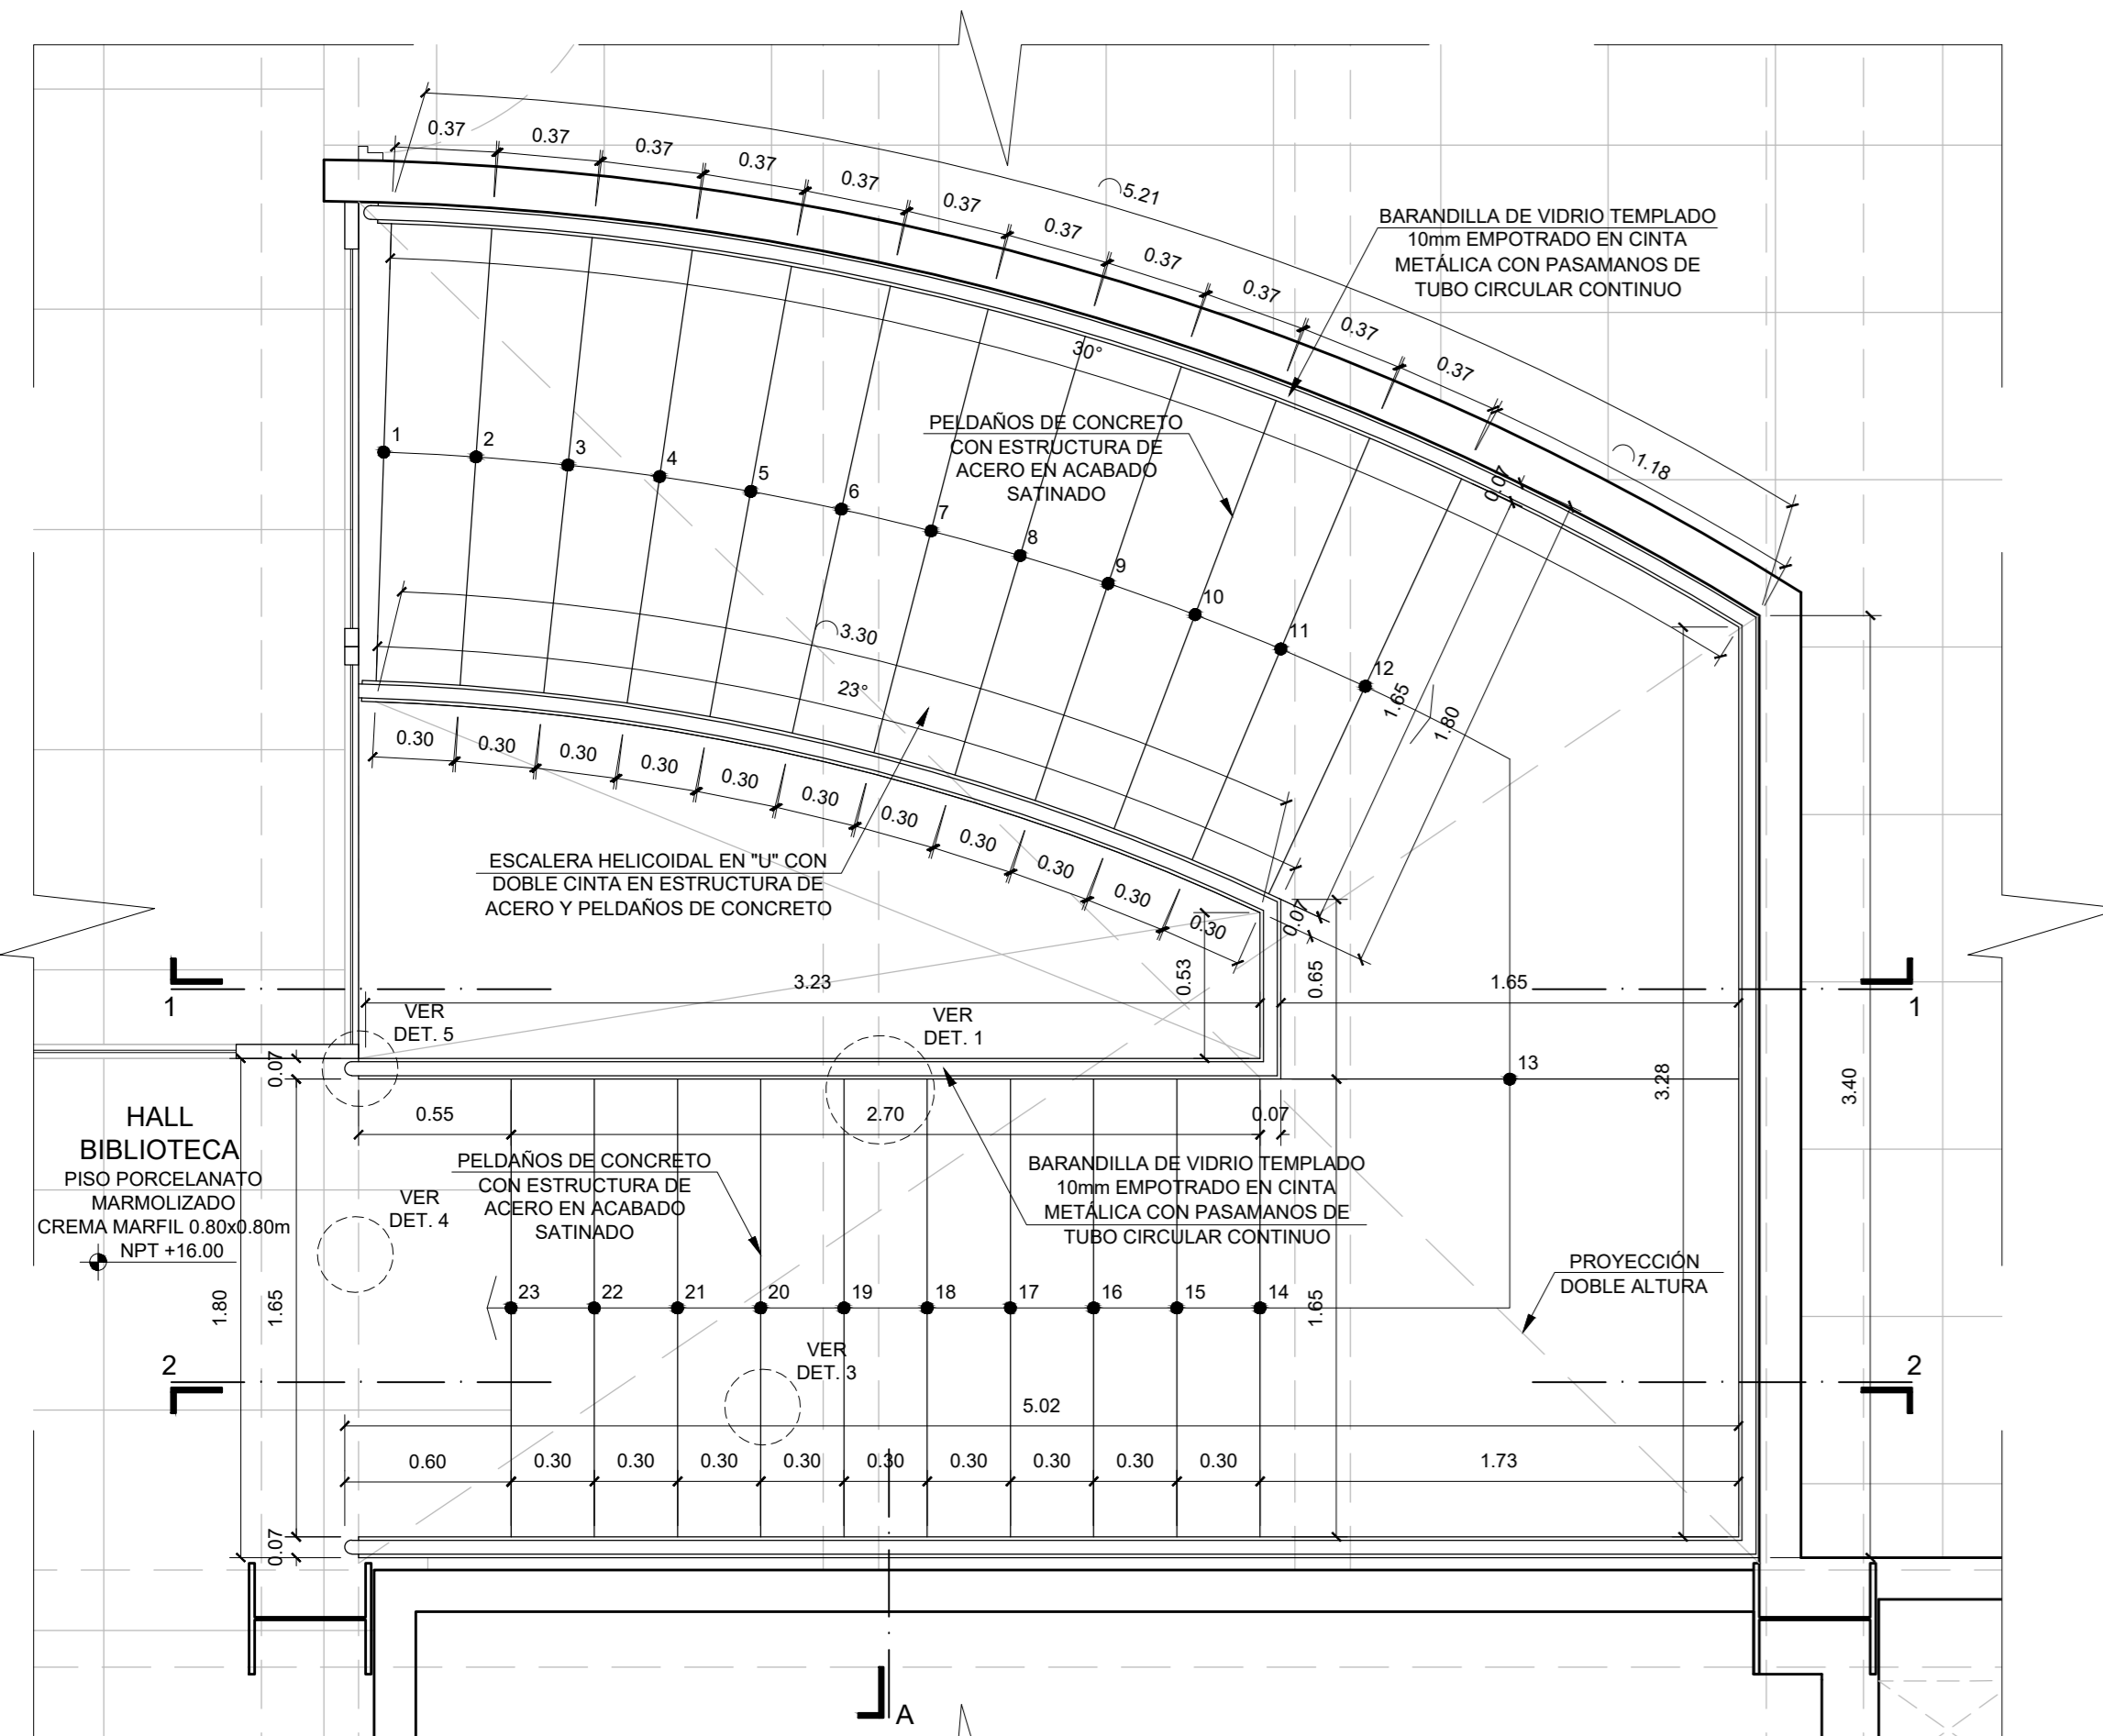 0.37
0.37
0.37
0.37
0.37
0.37
0.37
0.37
0.37
0.37
0.37
5.21
1.18
BARANDILLA DE VIDRIO TEMPLADO
10mm EMPOTRADO EN CINTA
METÁLICA CON PASAMANOS DE
TUBO CIRCULAR CONTINUO
30°
PELDAÑOS DE CONCRETO
CON ESTRUCTURA DE
ACERO EN ACABADO
SATINADO
1
2
3
4
5
6
7
8
9
10
11
12
0.07
1.65
1.80
0.07
3.30
23°
0.30
0.30
0.30
0.30
0.30
0.30
0.30
0.30
0.30
0.30
0.30
ESCALERA HELICOIDAL EN "U" CON
DOBLE CINTA EN ESTRUCTURA DE
ACERO Y PELDAÑOS DE CONCRETO
1
1
3.23
0.53
0.65
1.65
VER
DET. 5
VER
DET. 1
13
3.28
3.40
0.07
HALL
BIBLIOTECA
PISO PORCELANATO
MARMOLIZADO
CREMA MARFIL 0.80x0.80m
NPT +16.00
0.55
2.70
0.07
PELDAÑOS DE CONCRETO
CON ESTRUCTURA DE
ACERO EN ACABADO
SATINADO
BARANDILLA DE VIDRIO TEMPLADO
10mm EMPOTRADO EN CINTA
METÁLICA CON PASAMANOS DE
TUBO CIRCULAR CONTINUO
VER
DET. 4
PROYECCIÓN
DOBLE ALTURA
1.80
1.65
23
22
21
20
19
18
17
16
15
14
1.65
VER
DET. 3
2
2
5.02
0.60
0.30
0.30
0.30
0.30
0.30
0.30
0.30
0.30
0.30
1.73
0.07
A